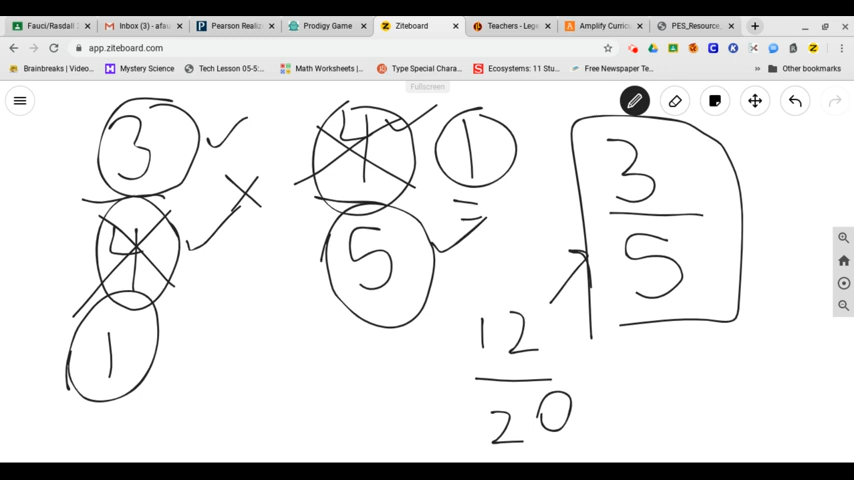 Fauci/Rasdall
Inbox (3) - afau
Pearson Realiz
Prodigy Game
Ziteboard
Teachers - Lege
Amplify Curricu
PES_Resource_
app.ziteboard.com
Brainbreaks | Video...
Mystery Science
Tech Lesson 05-5:...
Math Worksheets |...
Type Special Chara...
Ecosystems: 11 Stu...
Free Newspaper Te...
Other bookmarks
Fullscreen
3 4 1 3
× =
4 5 5
1
12
20